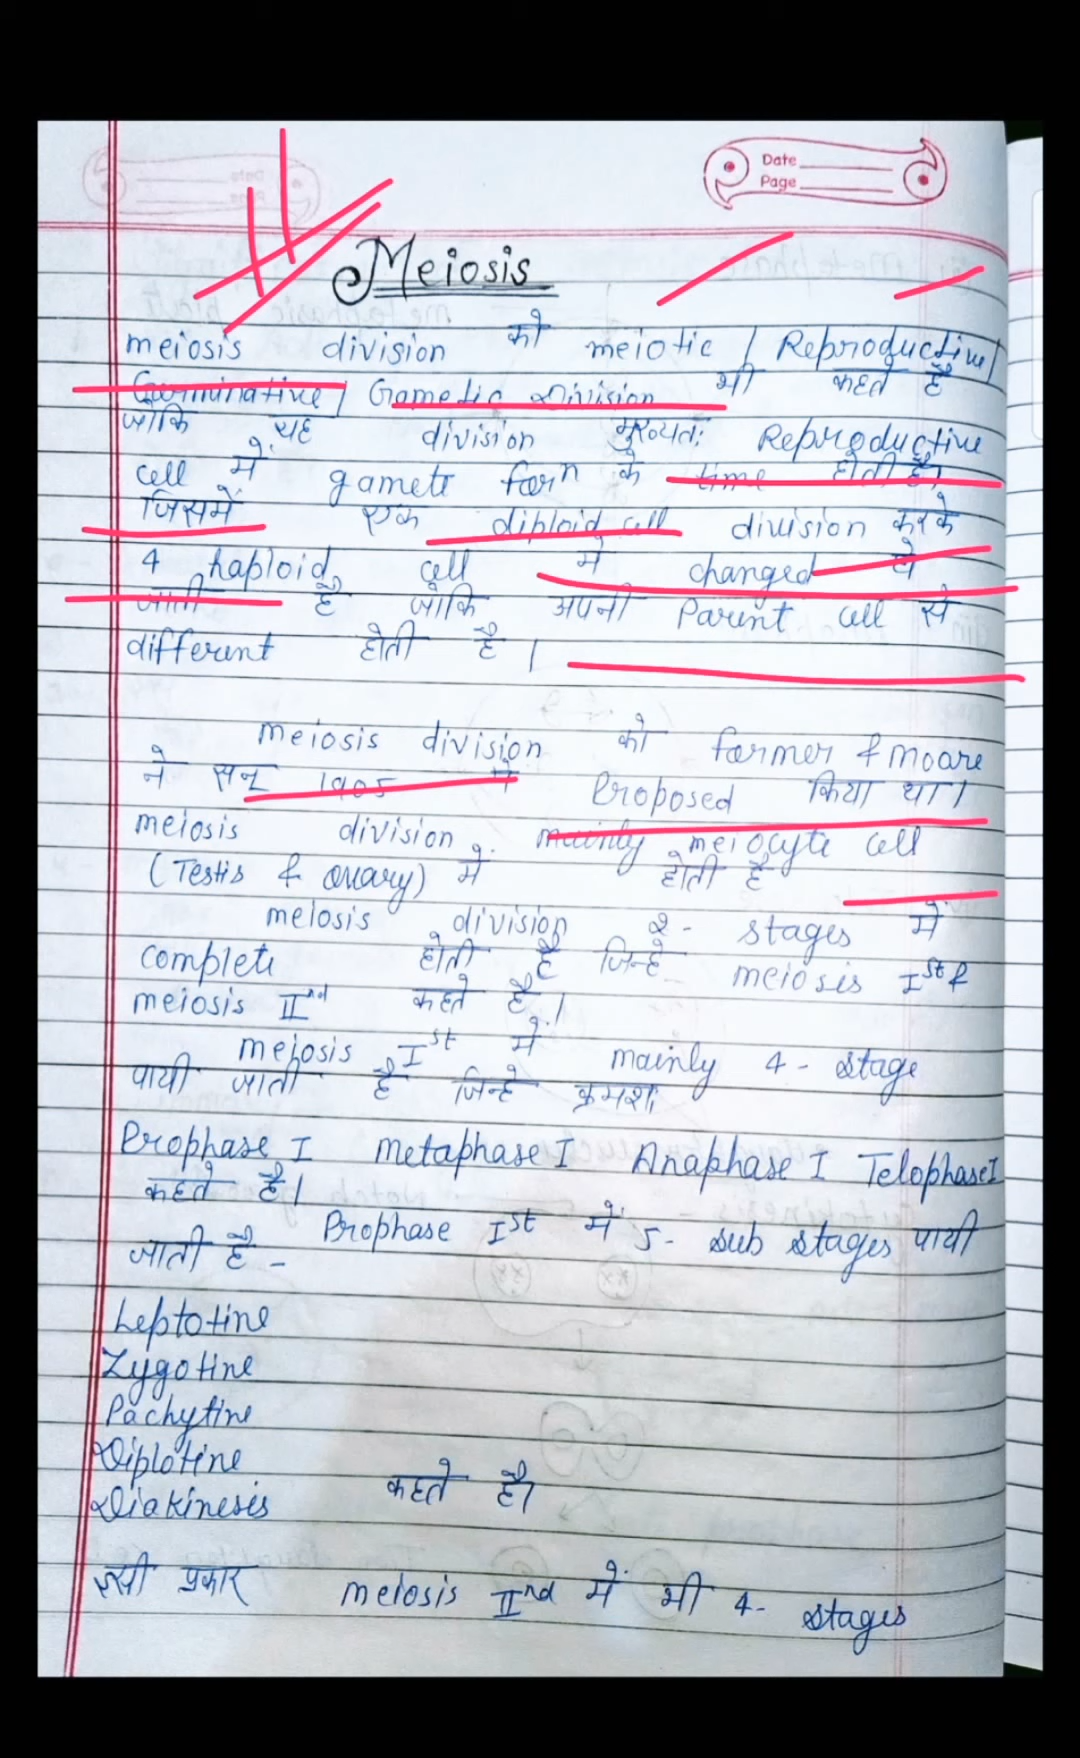 Date
Page
Meiosis
meiosis division को meiotic / Reproductive/
Germinative/ Gametic Division भी कहते है
जोकि यह division मुख्यतः Reproductive
cell में gamete form के time होती है।
जिसमें एक diploid cell division करके
4 haploid cell में changed हो
जाती है जोकि अपनी Parent cell से
different होती है।
meiosis division को farmer & moare
ने सन् 1905 में Proposed किया था।
meiosis division mainly meiocyte cell
(Testis & ovary) में होती है
meiosis division 2- stages में
complete होती है जिन्हे meiosis Ist &
meiosis IInd कहते है।
meiosis Ist में mainly 4- stage
पायी जाती है जिन्हे क्रमशः
Prophase I metaphase I Anaphase I Telophase I
कहते है।
Prophase Ist में 5- sub stages पायी
जाती है -
Leptotine
Zygotine
Pachytine
Diplotine
Diakinesis कहते है।
इसी प्रकार meiosis IInd में भी 4- stages